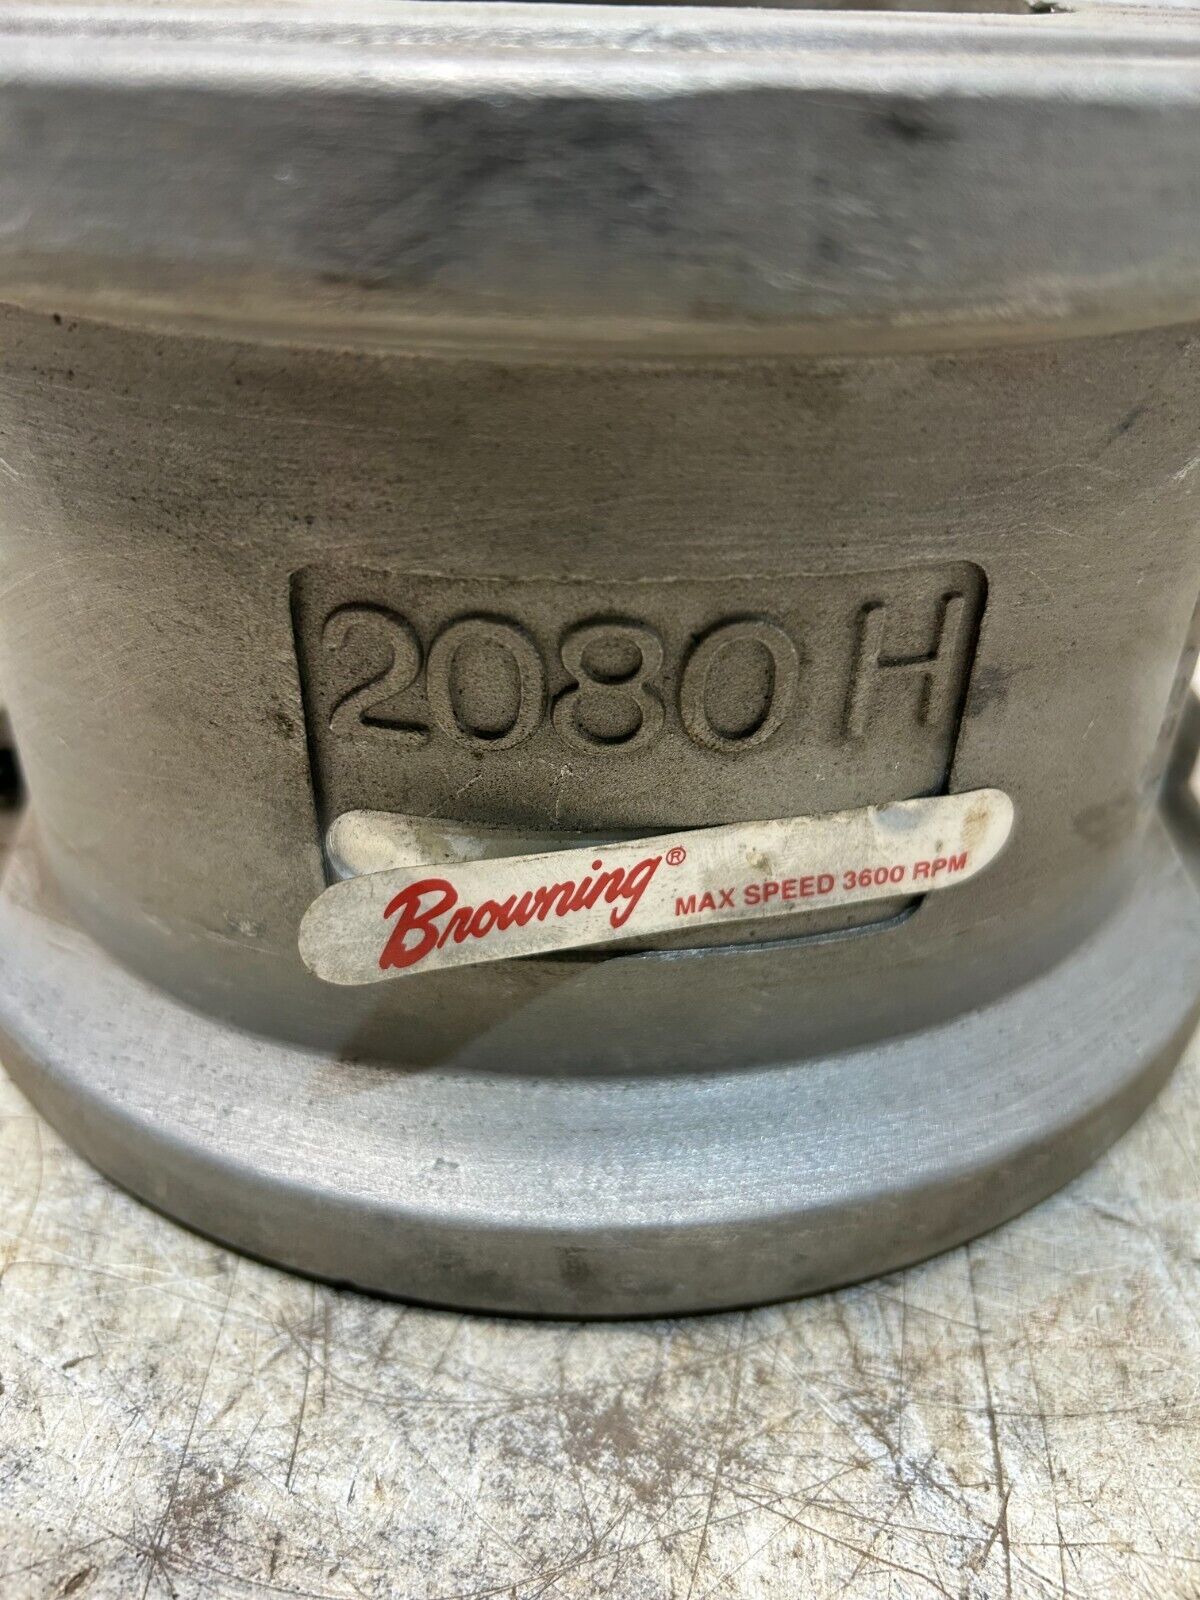 2080 H
Browning® MAX SPEED 3600 RPM